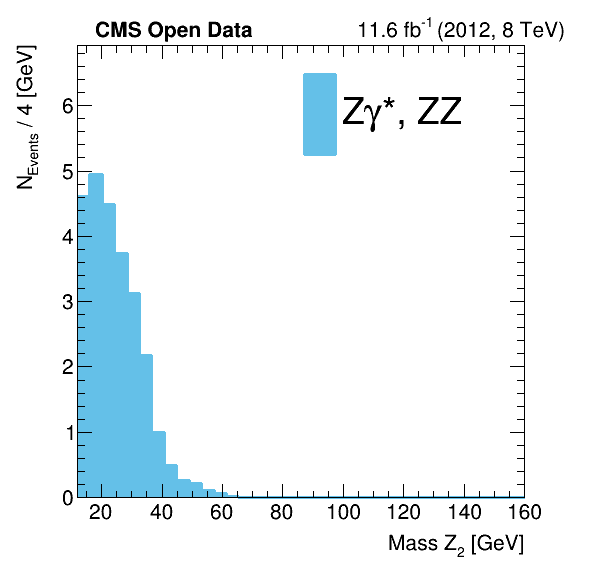 CMS Open Data 11.6 fb⁻¹ (2012, 8 TeV)
N_Events / 4 [GeV]
Zγ*, ZZ
6
5
4
3
2
1
0
20 40 60 80 100 120 140 160
Mass Z₂ [GeV]